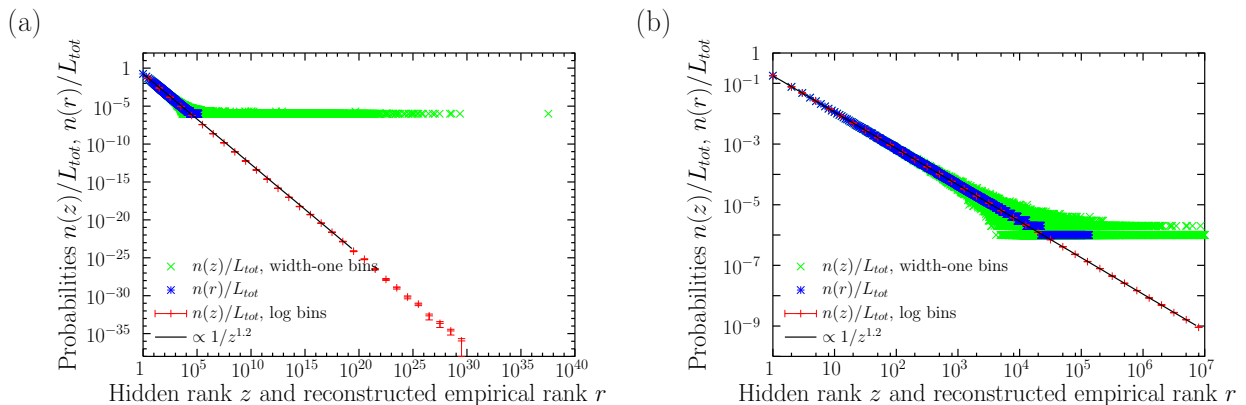 (a)
Probabilities n(z)/L_tot, n(r)/L_tot
1
10^-5
10^-10
10^-15
10^-20
10^-25
10^-30
10^-35
n(z)/L_tot, width-one bins
n(r)/L_tot
n(z)/L_tot, log bins
∝ 1/z^1.2
1 10^5 10^10 10^15 10^20 10^25 10^30 10^35 10^40
Hidden rank z and reconstructed empirical rank r
(b)
Probabilities n(z)/L_tot, n(r)/L_tot
1
10^-1
10^-3
10^-5
10^-7
10^-9
n(z)/L_tot, width-one bins
n(r)/L_tot
n(z)/L_tot, log bins
∝ 1/z^1.2
1 10 10^2 10^3 10^4 10^5 10^6 10^7
Hidden rank z and reconstructed empirical rank r